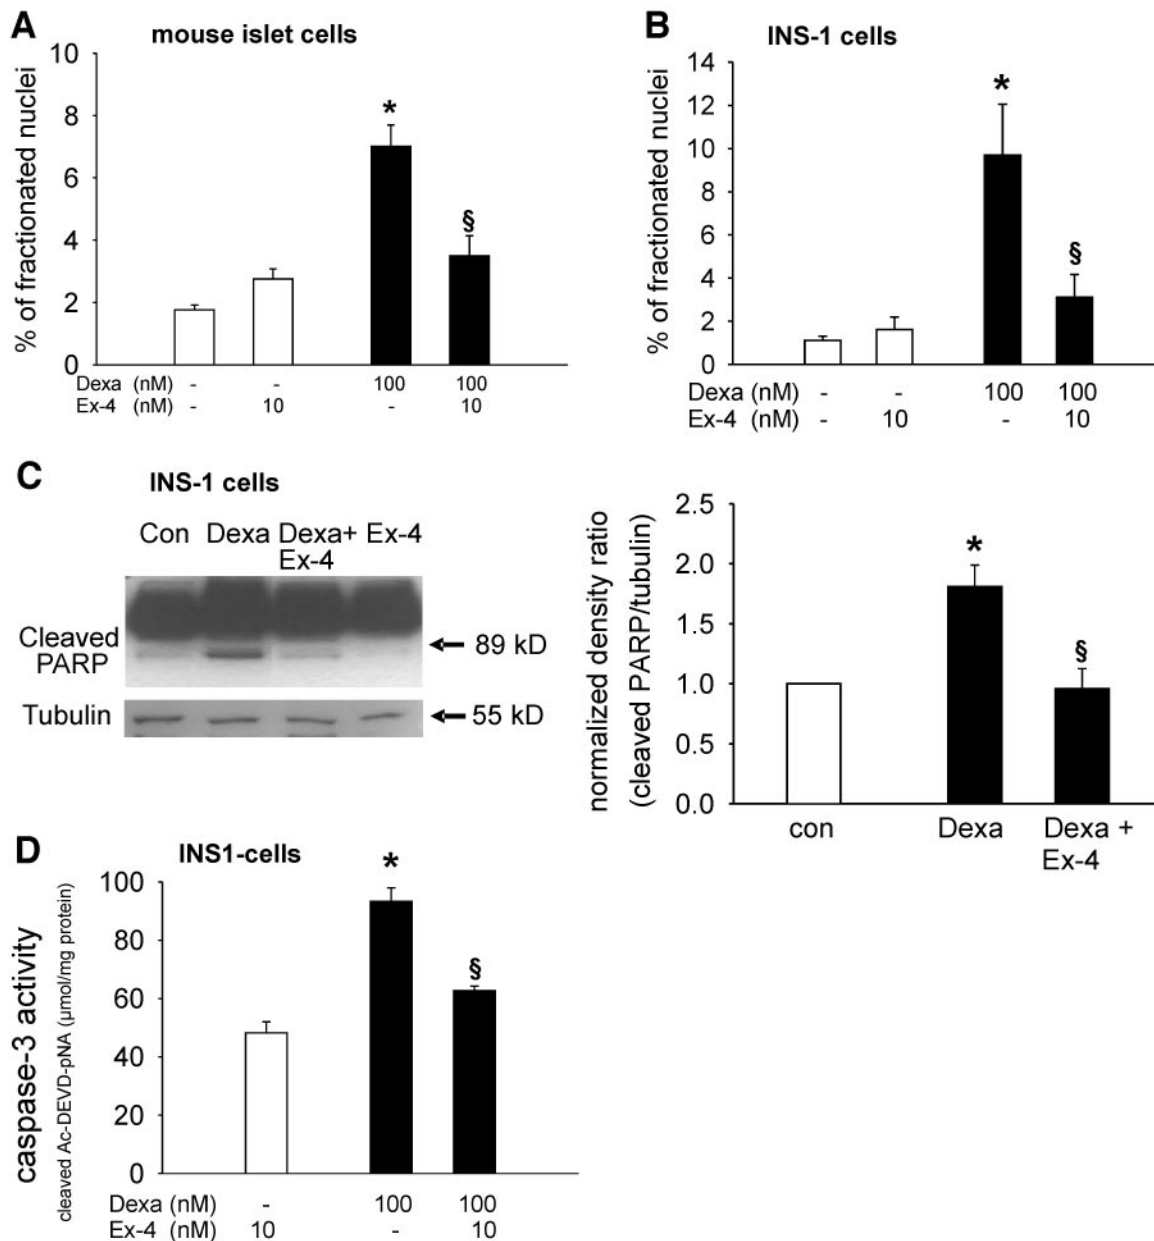 A
mouse islet cells
% of fractionated nuclei
10
8
6
4
2
0
*
§
Dexa (nM) - - 100 100
Ex-4 (nM) - 10 - 10
B
INS-1 cells
% of fractionated nuclei
14
12
10
8
6
4
2
0
*
§
Dexa (nM) - - 100 100
Ex-4 (nM) - 10 - 10
C
INS-1 cells
Con Dexa Dexa+ Ex-4
Ex-4
Cleaved
PARP
89 kD
Tubulin
55 kD
normalized density ratio
(cleaved PARP/tubulin)
2.5
2.0
1.5
1.0
0.5
0.0
*
§
con Dexa Dexa +
Ex-4
D
INS1-cells
caspase-3 activity
cleaved Ac-DEVD-pNA (µmol/mg protein)
100
80
60
40
20
0
*
§
Dexa (nM) - 100 100
Ex-4 (nM) 10 - 10